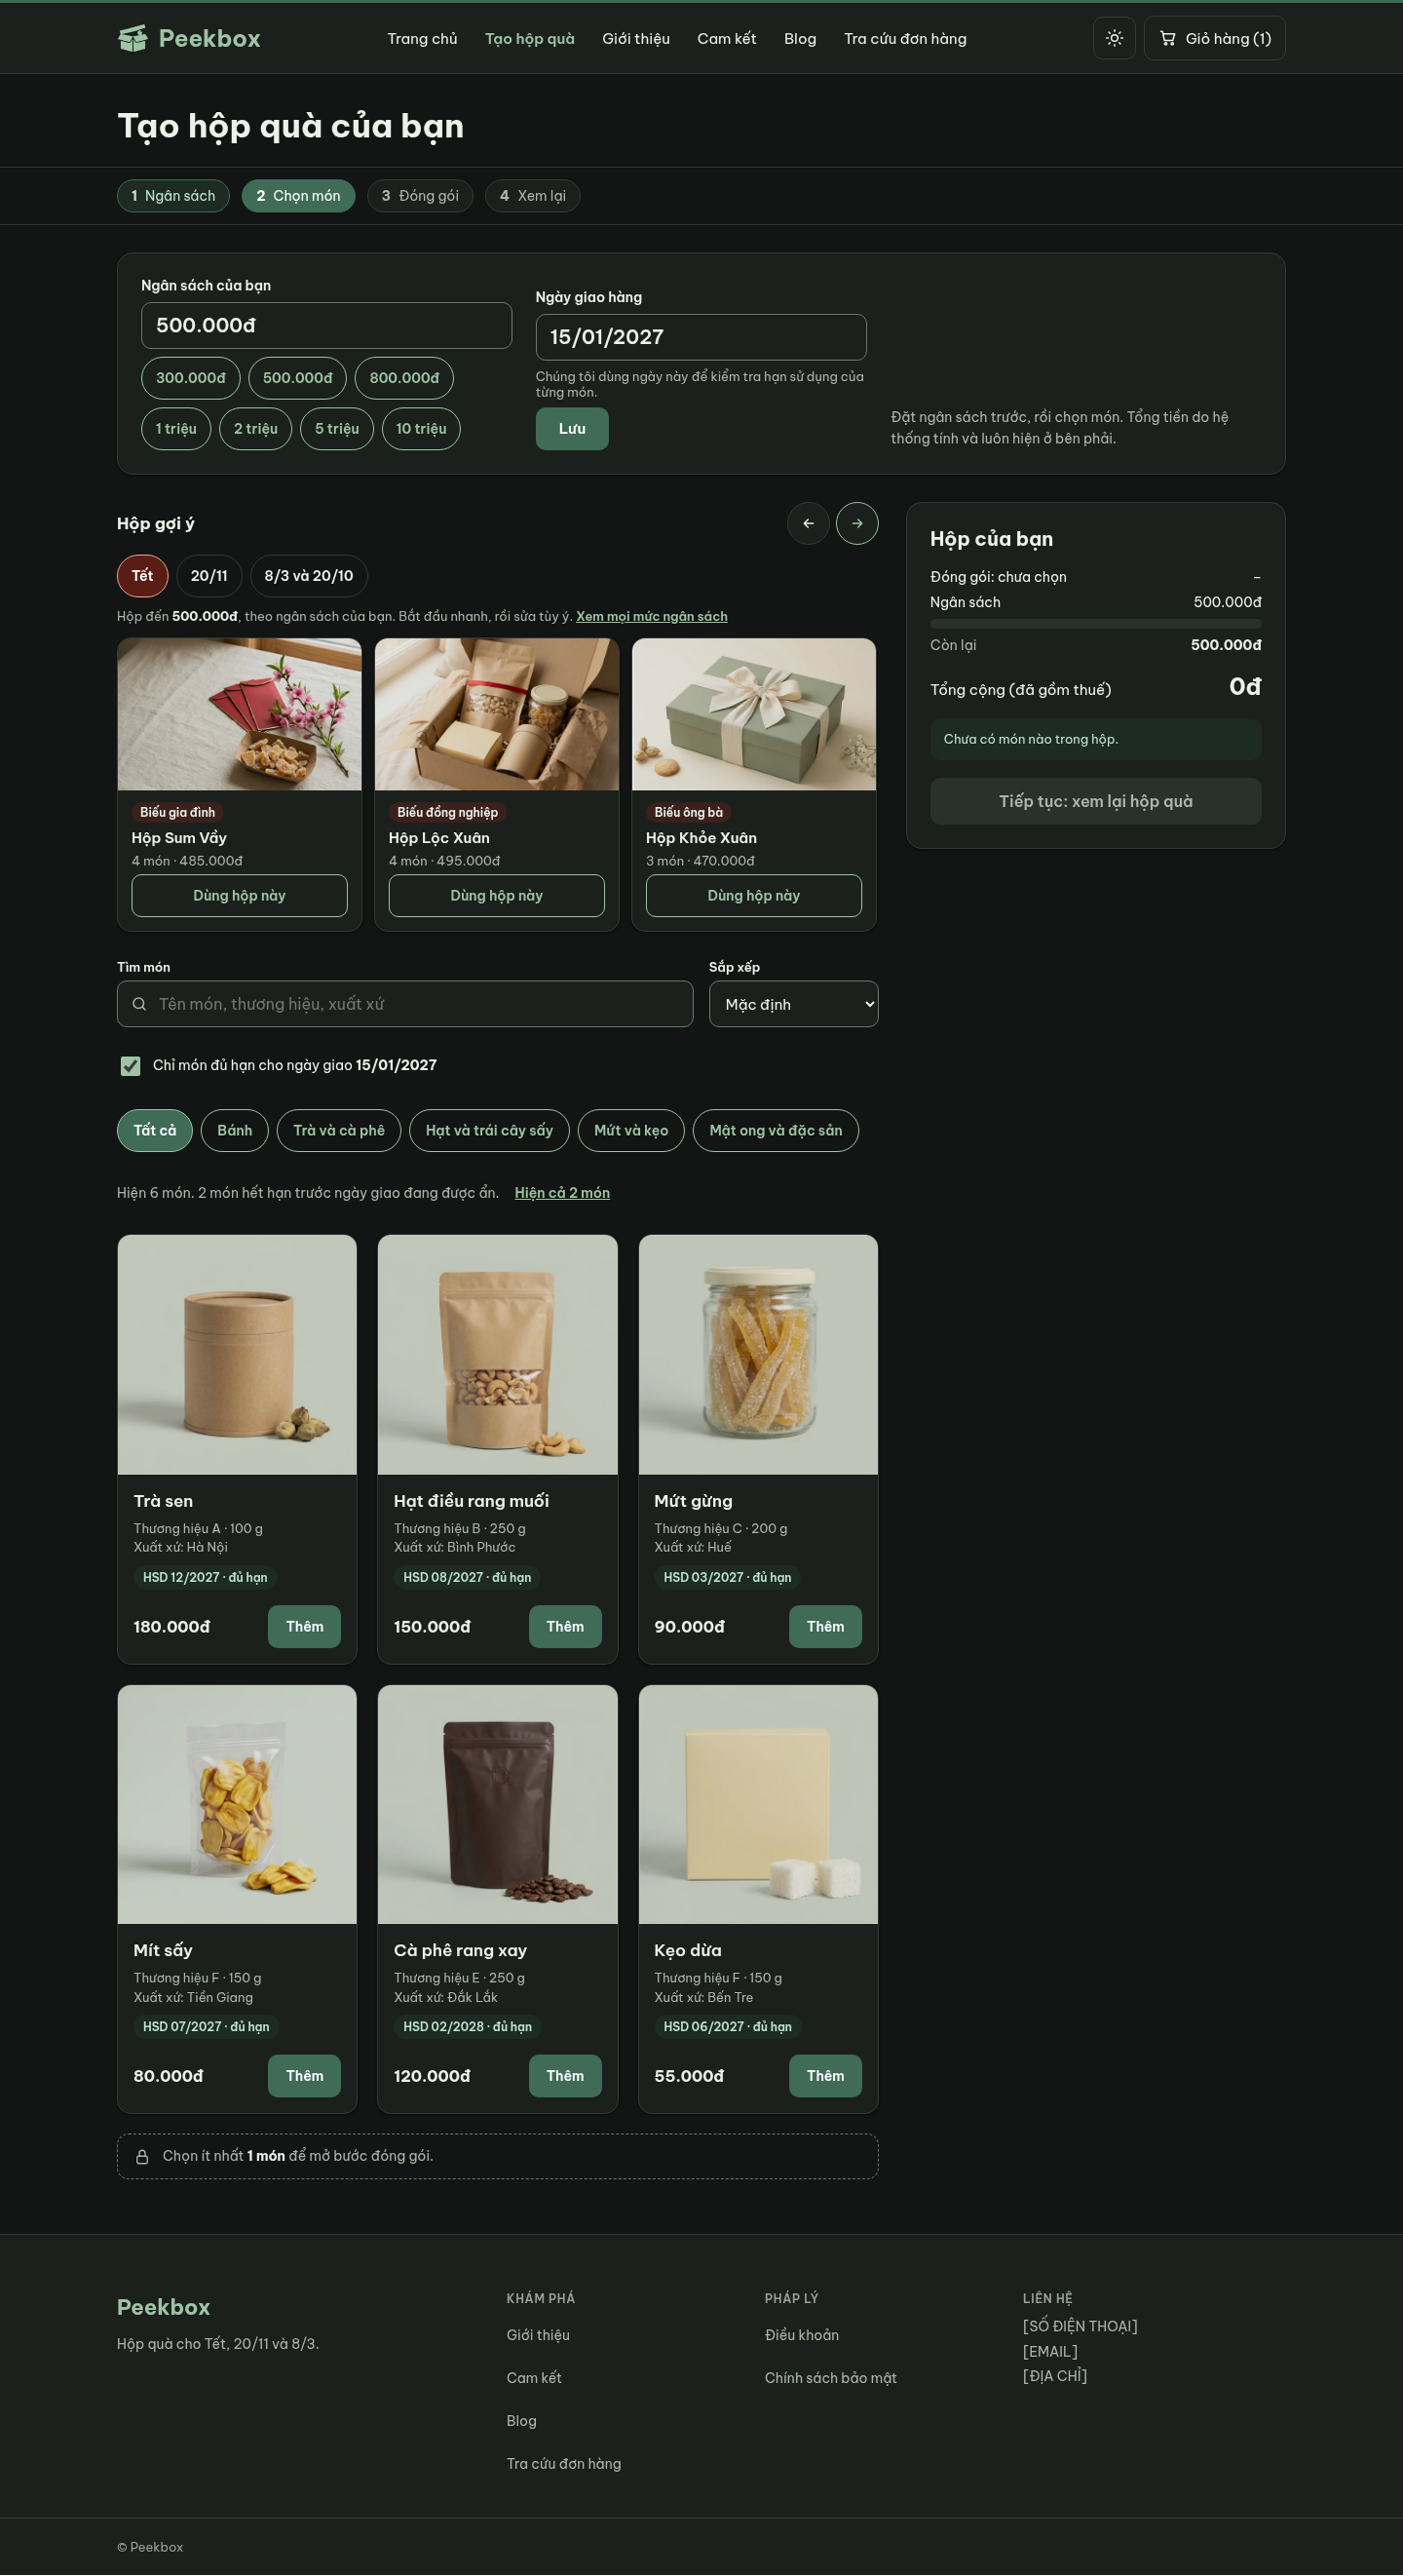 Peekbox
Trang chủ
Tạo hộp quà
Giới thiệu
Cam kết
Blog
Tra cứu đơn hàng
Giỏ hàng (1)
Tạo hộp quà của bạn
1 Ngân sách
2 Chọn món
3 Đóng gói
4 Xem lại
Ngân sách của bạn
500.000đ
300.000đ
500.000đ
800.000đ
1 triệu
2 triệu
5 triệu
10 triệu
Ngày giao hàng
15/01/2027
Chúng tôi dùng ngày này để kiểm tra hạn sử dụng của
từng món.
Lưu
Đặt ngân sách trước, rồi chọn món. Tổng tiền do hệ
thống tính và luôn hiện ở bên phải.
Hộp gợi ý
Tết
20/11
8/3 và 20/10
Hộp đến 500.000đ, theo ngân sách của bạn. Bắt đầu nhanh, rồi sửa tùy ý. Xem mọi mức ngân sách
Biếu gia đình
Hộp Sum Vầy
4 món · 485.000đ
Dùng hộp này
Biếu đồng nghiệp
Hộp Lộc Xuân
4 món · 495.000đ
Dùng hộp này
Biếu ông bà
Hộp Khỏe Xuân
3 món · 470.000đ
Dùng hộp này
Hộp của bạn
Đóng gói: chưa chọn –
Ngân sách 500.000đ
Còn lại 500.000đ
Tổng cộng (đã gồm thuế) 0đ
Chưa có món nào trong hộp.
Tiếp tục: xem lại hộp quà
Tìm món
Tên món, thương hiệu, xuất xứ
Sắp xếp
Mặc định
Chỉ món đủ hạn cho ngày giao 15/01/2027
Tất cả
Bánh
Trà và cà phê
Hạt và trái cây sấy
Mứt và kẹo
Mật ong và đặc sản
Hiện 6 món. 2 món hết hạn trước ngày giao đang được ẩn. Hiện cả 2 món
Trà sen
Thương hiệu A · 100 g
Xuất xứ: Hà Nội
HSD 12/2027 · đủ hạn
180.000đ
Thêm
Hạt điều rang muối
Thương hiệu B · 250 g
Xuất xứ: Bình Phước
HSD 08/2027 · đủ hạn
150.000đ
Thêm
Mứt gừng
Thương hiệu C · 200 g
Xuất xứ: Huế
HSD 03/2027 · đủ hạn
90.000đ
Thêm
Mít sấy
Thương hiệu F · 150 g
Xuất xứ: Tiền Giang
HSD 07/2027 · đủ hạn
80.000đ
Thêm
Cà phê rang xay
Thương hiệu E · 250 g
Xuất xứ: Đắk Lắk
HSD 02/2028 · đủ hạn
120.000đ
Thêm
Kẹo dừa
Thương hiệu F · 150 g
Xuất xứ: Bến Tre
HSD 06/2027 · đủ hạn
55.000đ
Thêm
Chọn ít nhất 1 món để mở bước đóng gói.
Peekbox
Hộp quà cho Tết, 20/11 và 8/3.
KHÁM PHÁ
Giới thiệu
Cam kết
Blog
Tra cứu đơn hàng
PHÁP LÝ
Điều khoản
Chính sách bảo mật
LIÊN HỆ
[SỐ ĐIỆN THOẠI]
[EMAIL]
[ĐỊA CHỈ]
© Peekbox